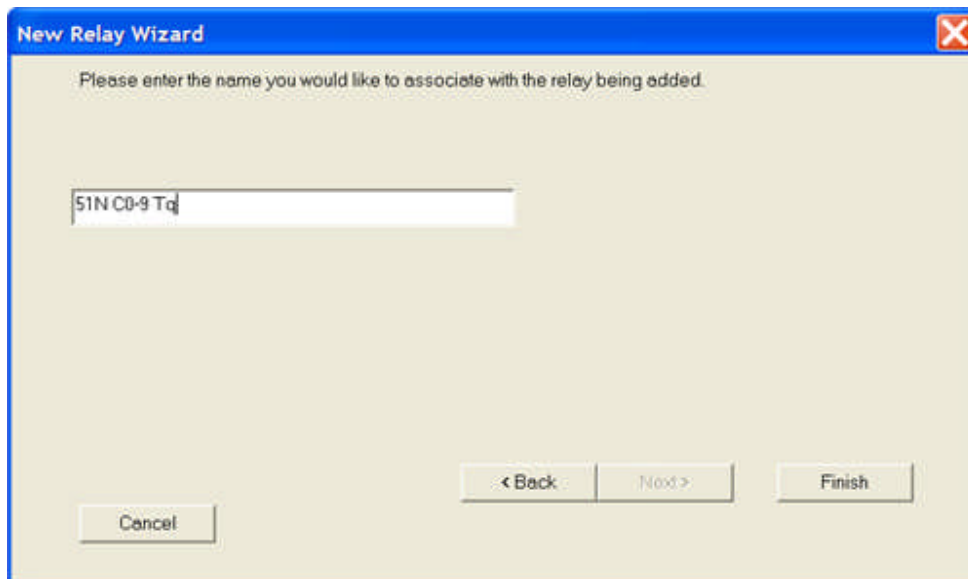 New Relay Wizard
Please enter the name you would like to associate with the relay being added.
51N C0-9 Tq
< Back
Next >
Finish
Cancel